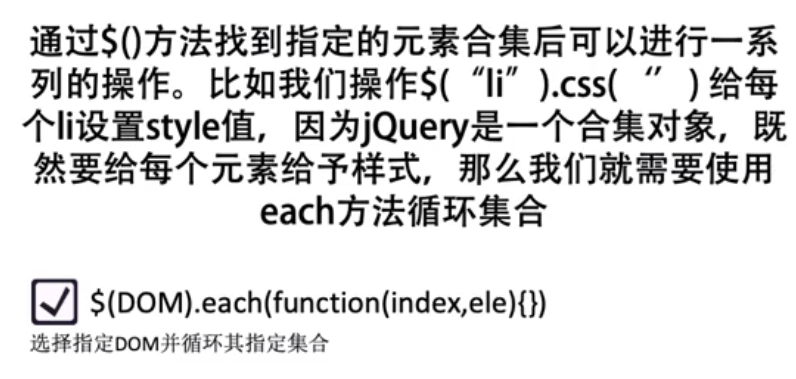 通过$()方法找到指定的元素合集后可以进行一系
列的操作。比如我们操作$(“li”).css( “” ) 给每
个li设置style值，因为jQuery是一个合集对象，既
然要给每个元素给予样式，那么我们就需要使用
each方法循环集合
$(DOM).each(function(index,ele){})
选择指定DOM并循环其指定集合